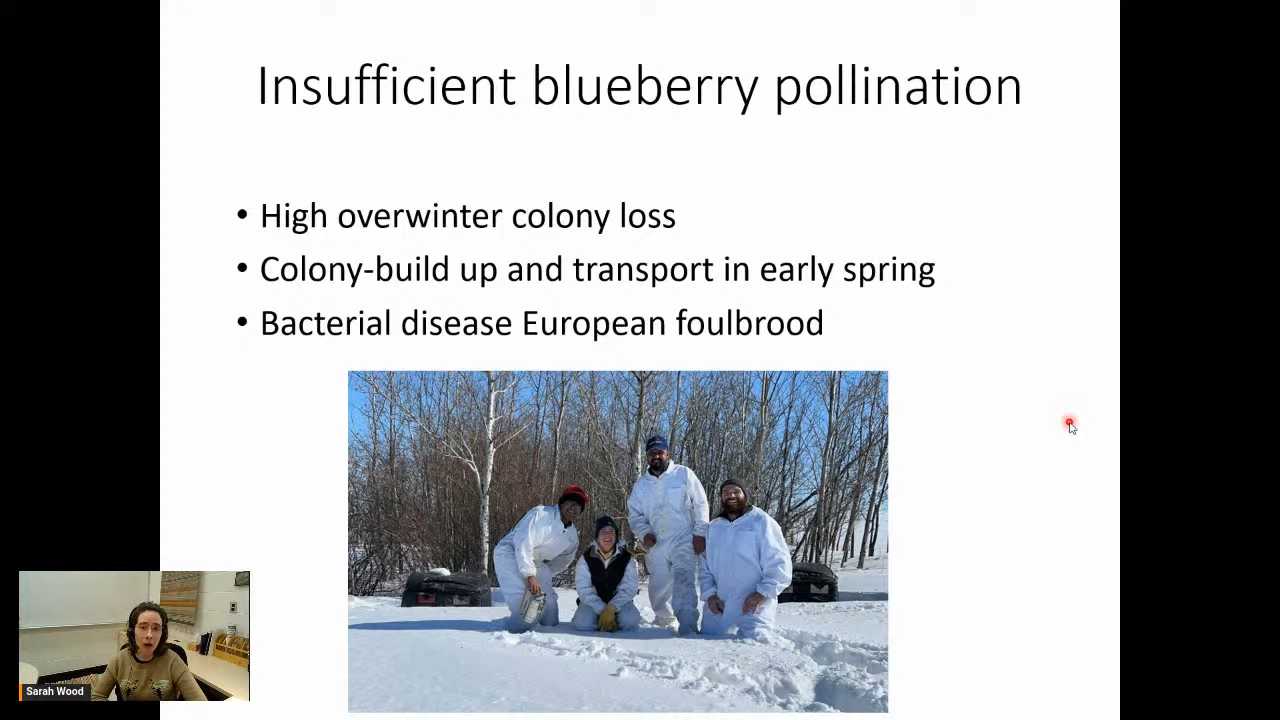 Insufficient blueberry pollination
• High overwinter colony loss
• Colony-build up and transport in early spring
• Bacterial disease European foulbrood
Sarah Wood